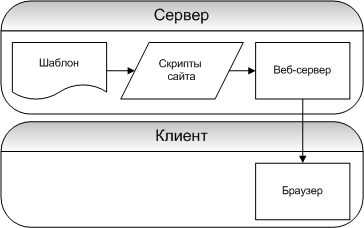 Сервер
Шаблон
Скрипты
сайта
Веб-сервер
Клиент
Браузер